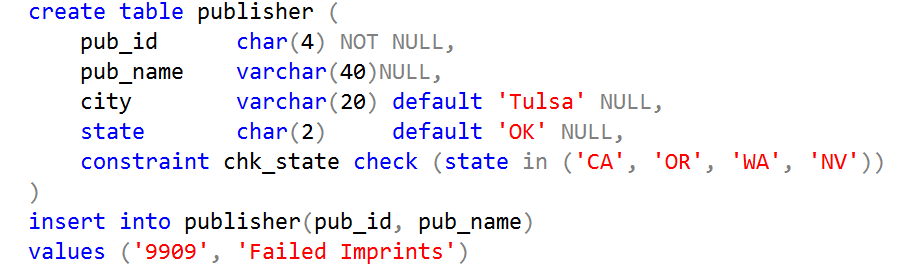 create table publisher (
pub_id char(4) NOT NULL,
pub_name varchar(40)NULL,
city varchar(20) default 'Tulsa' NULL,
state char(2) default 'OK' NULL,
constraint chk_state check (state in ('CA', 'OR', 'WA', 'NV'))
)
insert into publisher(pub_id, pub_name)
values ('9909', 'Failed Imprints')